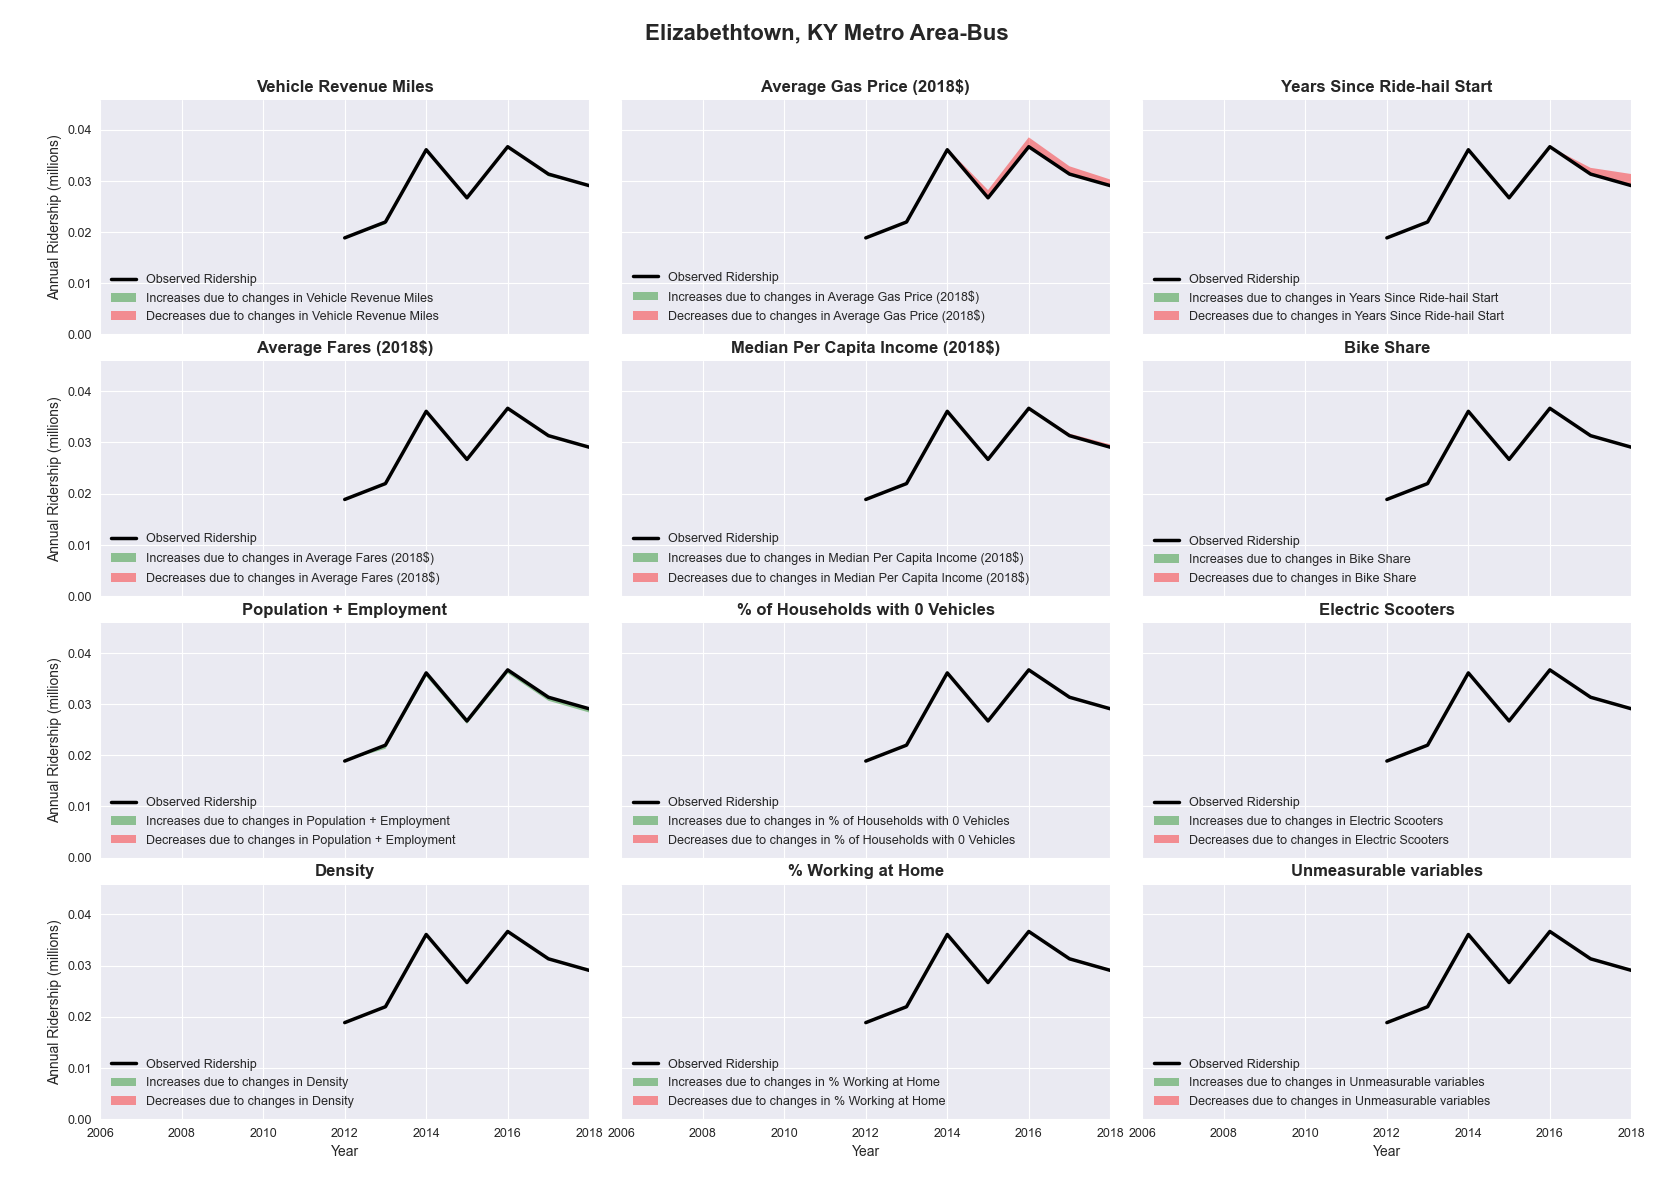 Elizabethtown, KY Metro Area-Bus
Vehicle Revenue Miles
Annual Ridership (millions)
0.04
0.03
0.02
0.01
0.00
Observed Ridership
Increases due to changes in Vehicle Revenue Miles
Decreases due to changes in Vehicle Revenue Miles
Average Gas Price (2018$)
Observed Ridership
Increases due to changes in Average Gas Price (2018$)
Decreases due to changes in Average Gas Price (2018$)
Years Since Ride-hail Start
Observed Ridership
Increases due to changes in Years Since Ride-hail Start
Decreases due to changes in Years Since Ride-hail Start
Average Fares (2018$)
Annual Ridership (millions)
0.04
0.03
0.02
0.01
0.00
Observed Ridership
Increases due to changes in Average Fares (2018$)
Decreases due to changes in Average Fares (2018$)
Median Per Capita Income (2018$)
Observed Ridership
Increases due to changes in Median Per Capita Income (2018$)
Decreases due to changes in Median Per Capita Income (2018$)
Bike Share
Observed Ridership
Increases due to changes in Bike Share
Decreases due to changes in Bike Share
Population + Employment
Annual Ridership (millions)
0.04
0.03
0.02
0.01
0.00
Observed Ridership
Increases due to changes in Population + Employment
Decreases due to changes in Population + Employment
% of Households with 0 Vehicles
Observed Ridership
Increases due to changes in % of Households with 0 Vehicles
Decreases due to changes in % of Households with 0 Vehicles
Electric Scooters
Observed Ridership
Increases due to changes in Electric Scooters
Decreases due to changes in Electric Scooters
Density
Annual Ridership (millions)
0.04
0.03
0.02
0.01
0.00
Observed Ridership
Increases due to changes in Density
Decreases due to changes in Density
2006 2008 2010 2012 2014 2016 2018
Year
% Working at Home
Observed Ridership
Increases due to changes in % Working at Home
Decreases due to changes in % Working at Home
2006 2008 2010 2012 2014 2016 2018
Year
Unmeasurable variables
Observed Ridership
Increases due to changes in Unmeasurable variables
Decreases due to changes in Unmeasurable variables
2006 2008 2010 2012 2014 2016 2018
Year